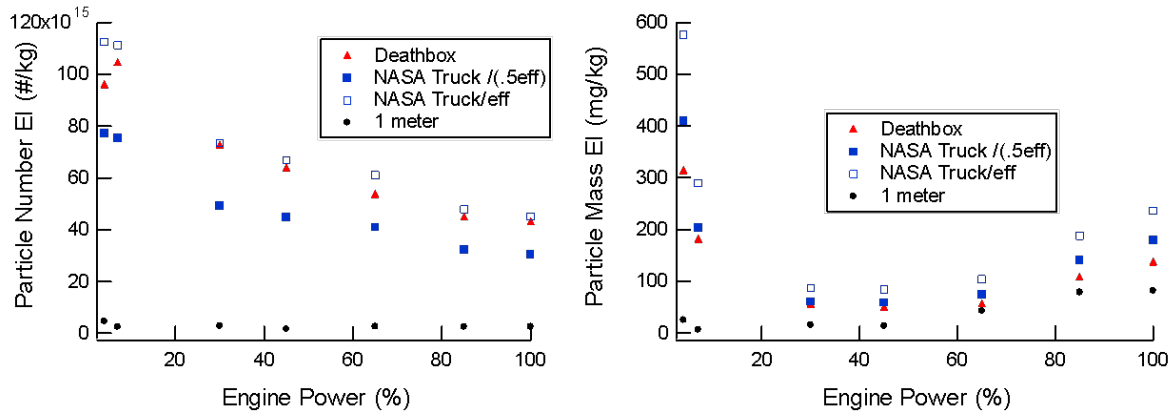 120x10^15
100
80
60
40
20
0
Particle Number EI (#/kg)
Deathbox
NASA Truck /(.5eff)
NASA Truck/eff
1 meter
20 40 60 80 100
Engine Power (%)
600
500
400
300
200
100
0
Particle Mass EI (mg/kg)
Deathbox
NASA Truck /(.5eff)
NASA Truck/eff
1 meter
20 40 60 80 100
Engine Power (%)